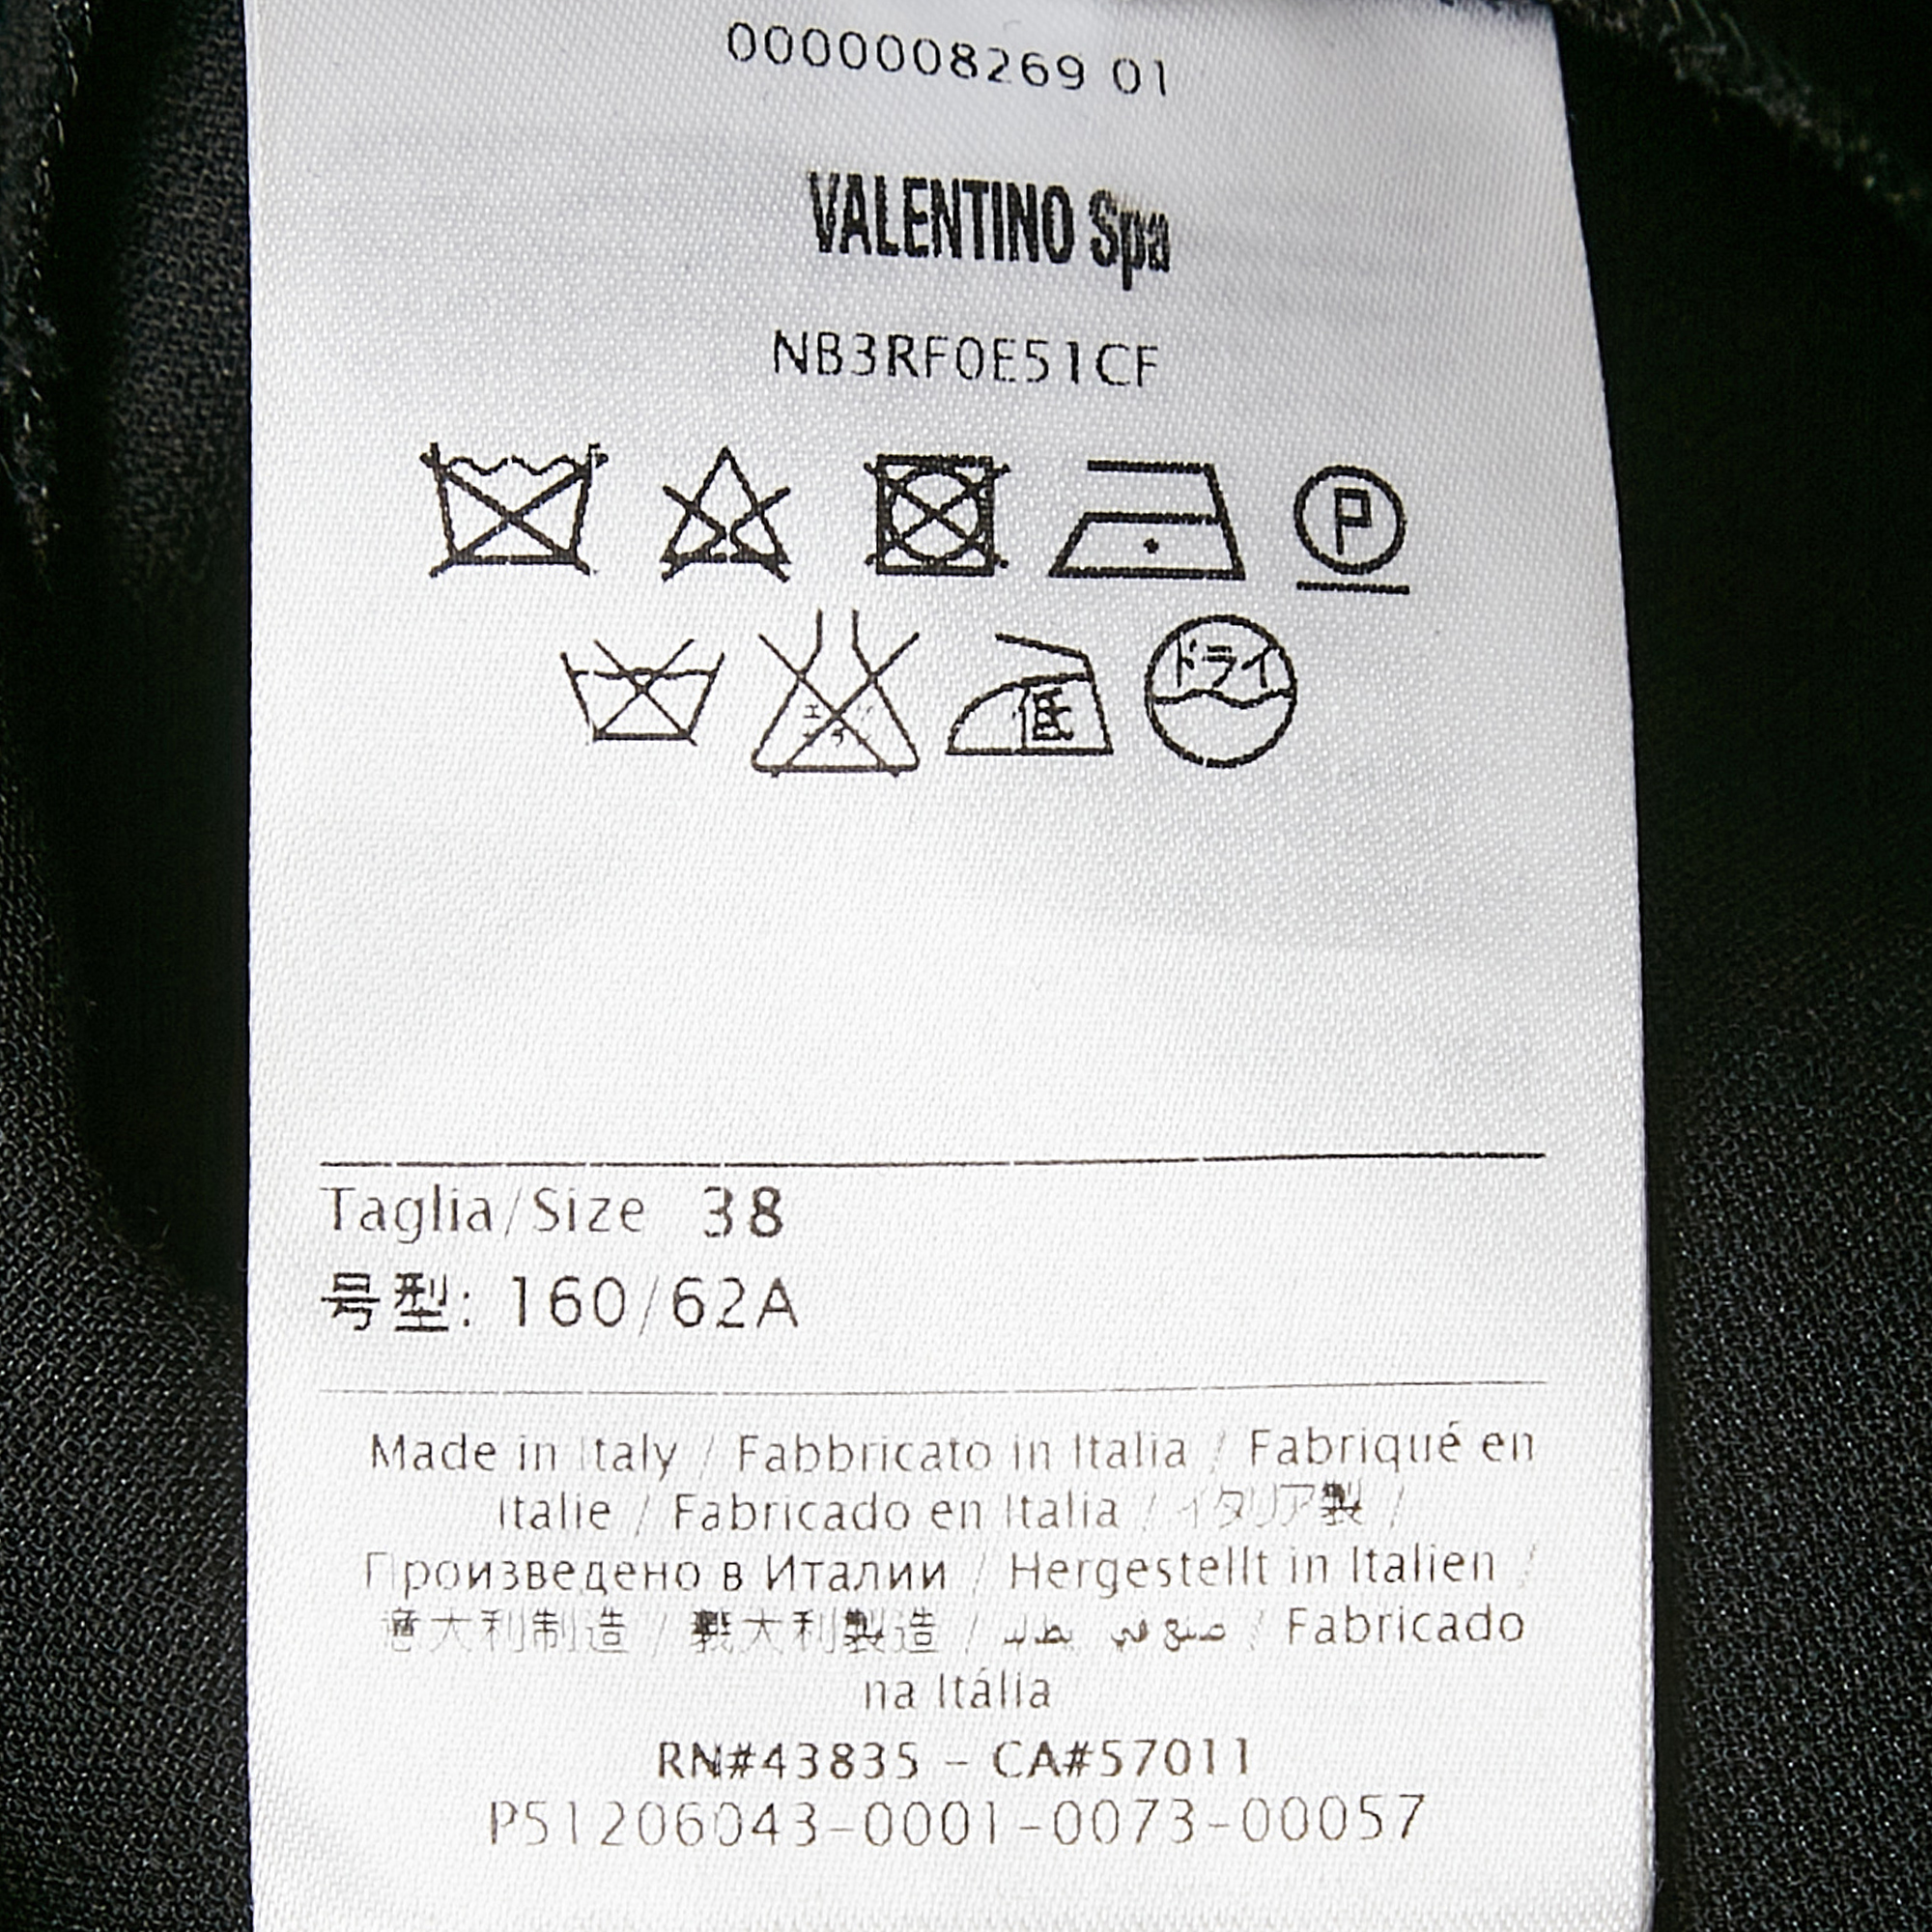 0000008269 01
VALENTINO Spa
NB3RF0E51CF
P
ドライ
Taglia/Size 38
号型: 160/62A
Made in Italy / Fabbricato in Italia / Fabriqué en
Italie / Fabricado en Italia / イタリア製 /
Произведено в Италии / Hergestellt in Italien /
意大利制造 / 義大利製造 / صنع في / Fabricado
na Itália
RN#43835 - CA#57011
P51206043-0001-0073-00057